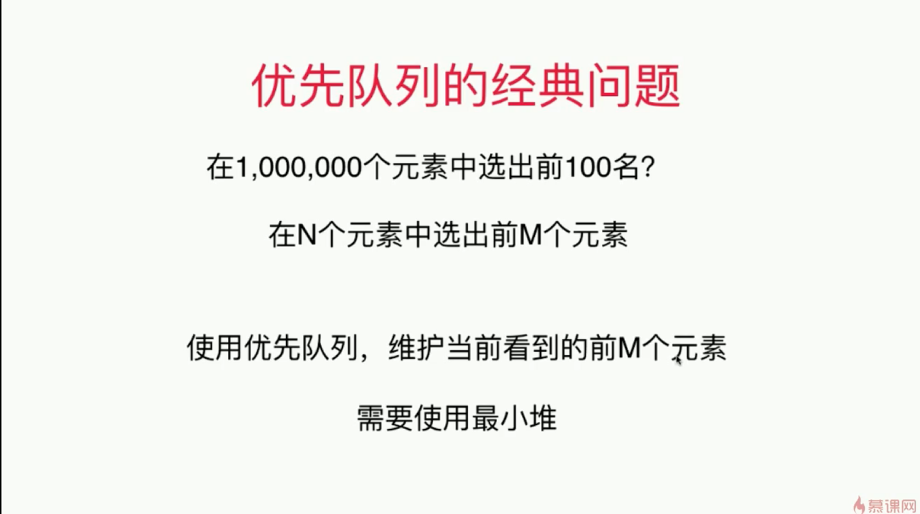 优先队列的经典问题
在1,000,000个元素中选出前100名?
在N个元素中选出前M个元素
使用优先队列，维护当前看到的前M个元素
需要使用最小堆
慕课网